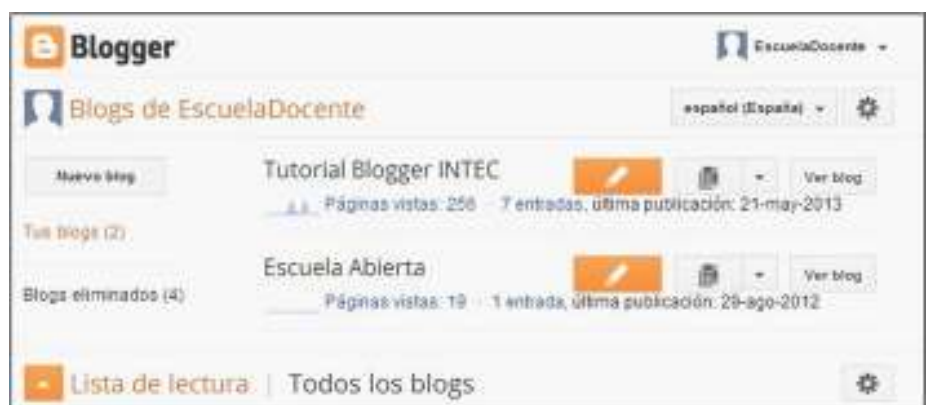 Blogger
EscuelaDocente
Blogs de EscuelaDocente
español (España)
Nuevo blog
Tutorial Blogger INTEC
Ver blog
Páginas vistas: 256 · 7 entradas, última publicación: 21-may-2013
Tus blogs (2)
Escuela Abierta
Ver blog
Blogs eliminados (4)
Páginas vistas: 19 · 1 entrada, última publicación: 29-ago-2012
Lista de lectura | Todos los blogs